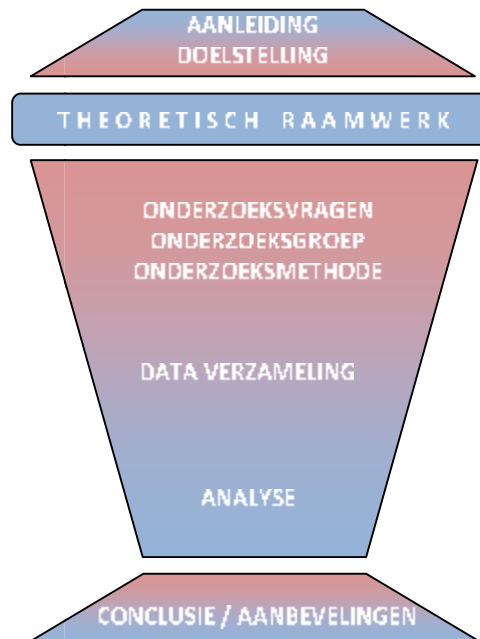 AANLEIDING
DOELSTELLING
THEORETISCH RAAMWERK
ONDERZOEKSVRAGEN
ONDERZOEKSGROEP
ONDERZOEKSMETHODE
DATA VERZAMELING
ANALYSE
CONCLUSIE / AANBEVELINGEN